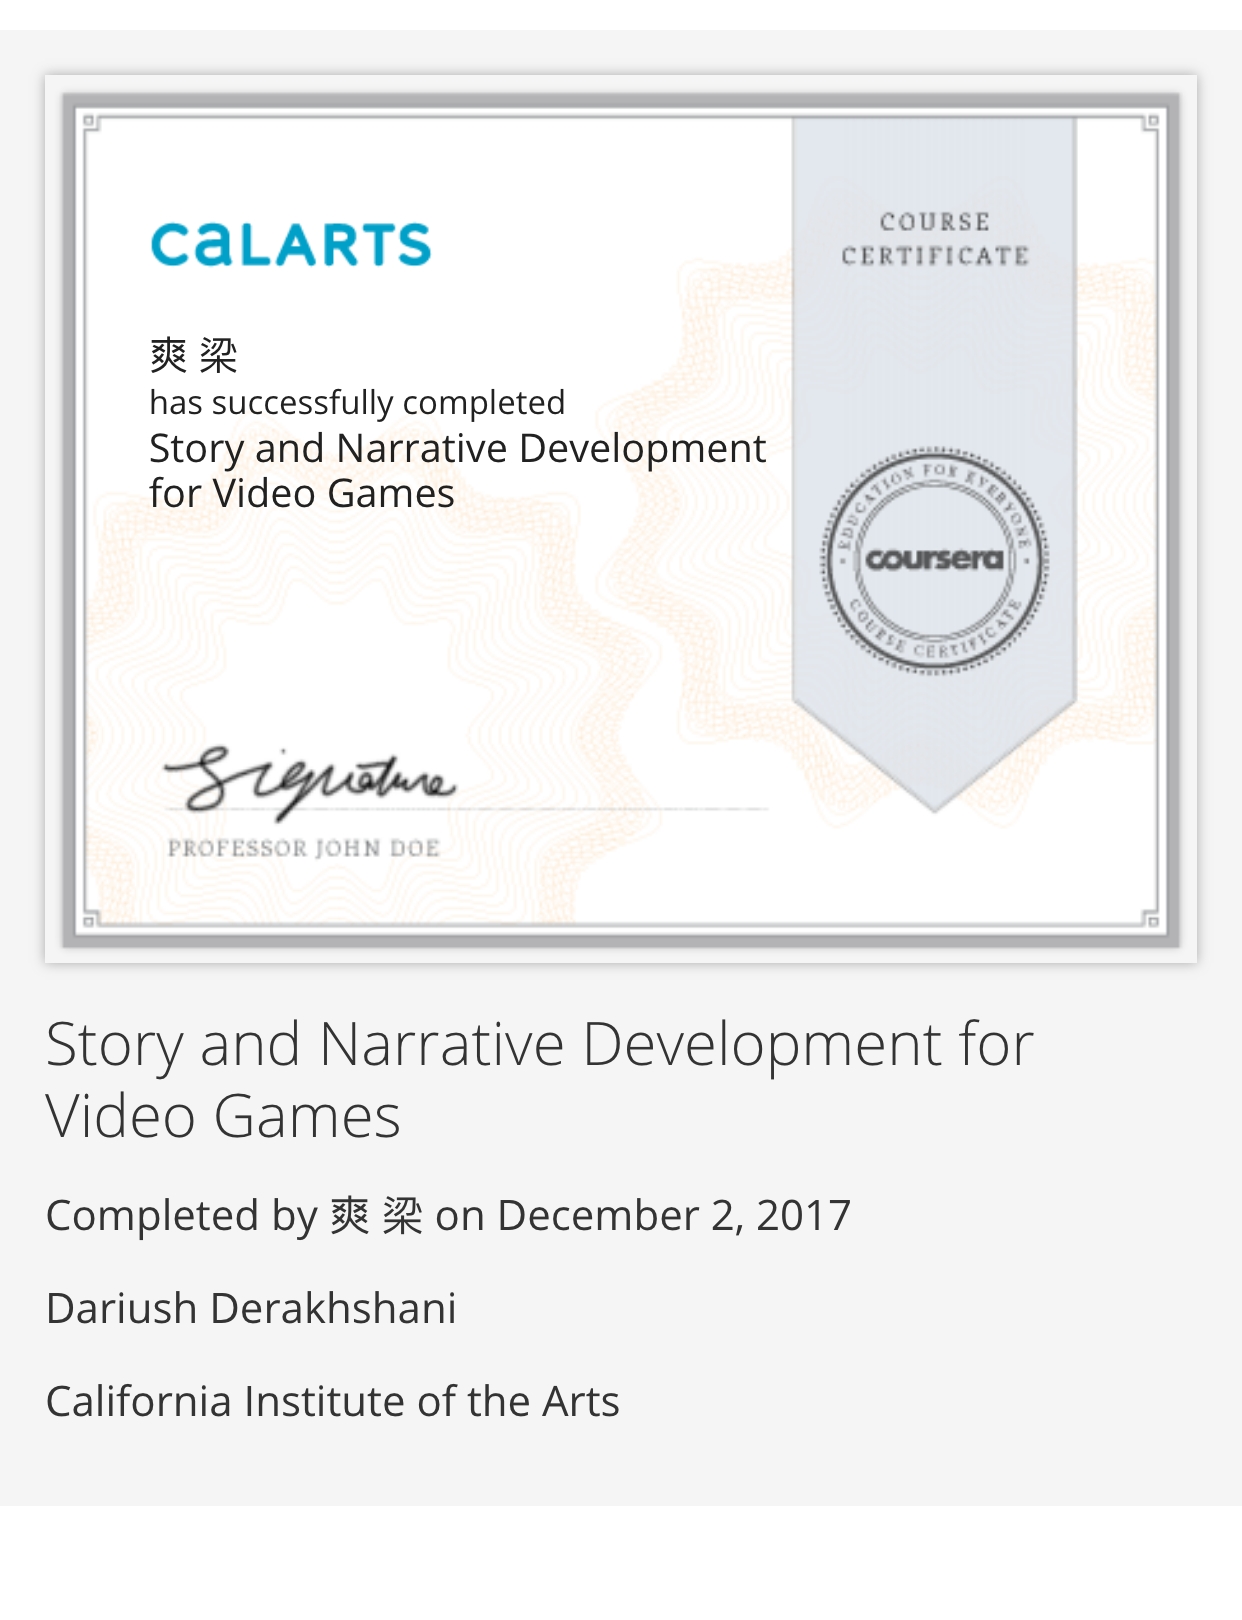 CALARTS
爽 梁
has successfully completed
Story and Narrative Development
for Video Games
COURSE
CERTIFICATE
EDUCATION FOR EVERYONE
coursera
COURSE CERTIFICATE
Signature
PROFESSOR JOHN DOE
Story and Narrative Development for
Video Games
Completed by 爽 梁 on December 2, 2017
Dariush Derakhshani
California Institute of the Arts